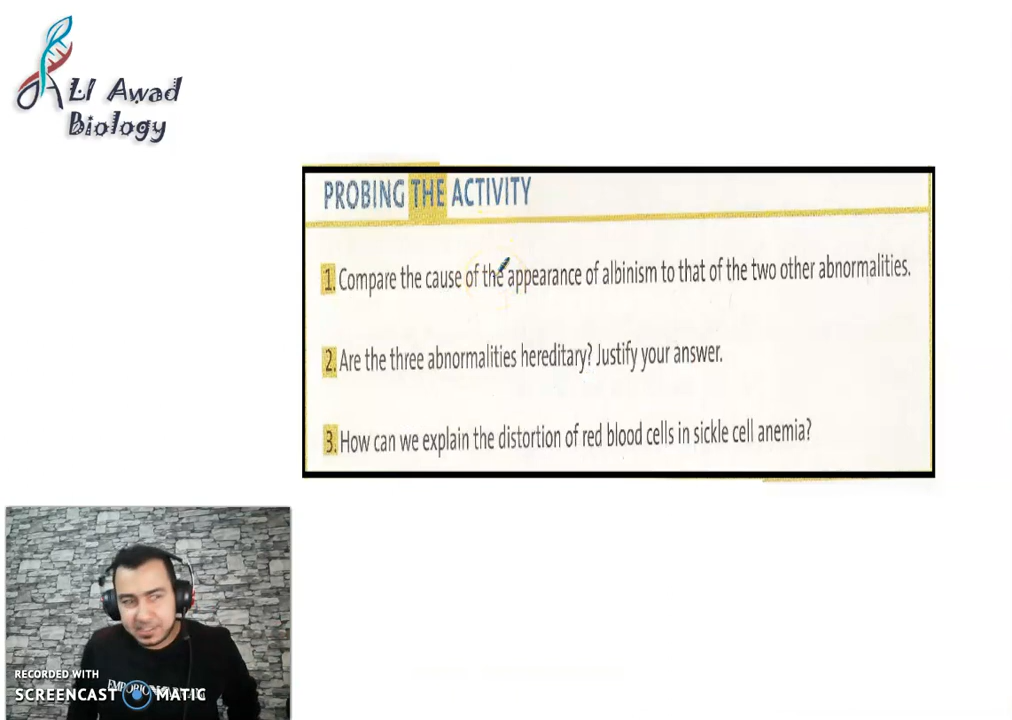 ALI Awad
Biology
PROBING THE ACTIVITY
1. Compare the cause of the appearance of albinism to that of the two other abnormalities.
2. Are the three abnormalities hereditary? Justify your answer.
3. How can we explain the distortion of red blood cells in sickle cell anemia?
RECORDED WITH
SCREENCAST MATIC